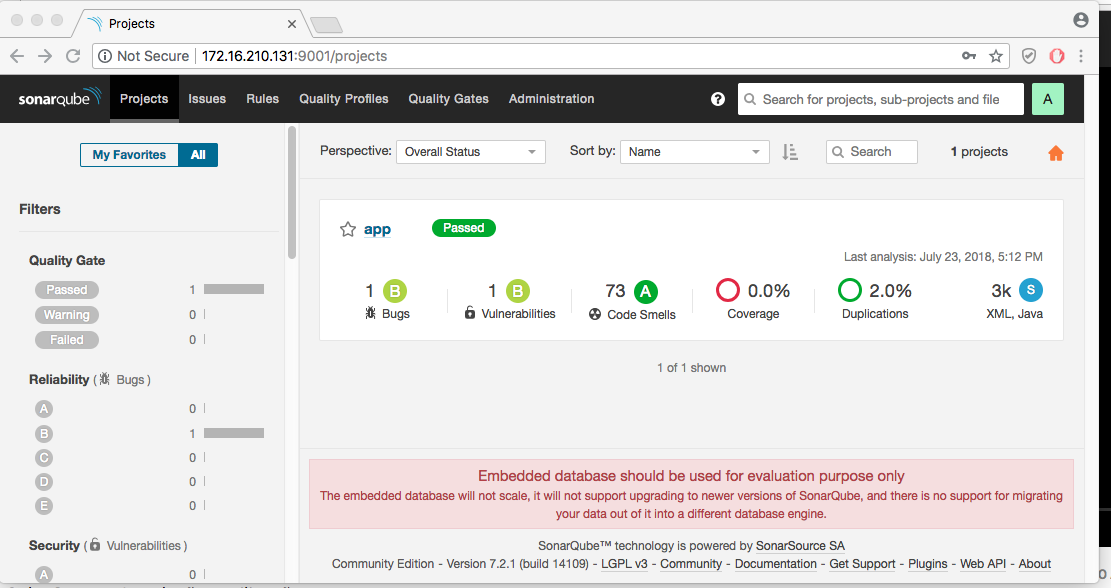 Projects
Not Secure 172.16.210.131:9001/projects
sonarqube Projects Issues Rules Quality Profiles Quality Gates Administration ? Search for projects, sub-projects and file A
My Favorites All
Perspective: Overall Status Sort by: Name Search 1 projects
Filters
app Passed
Last analysis: July 23, 2018, 5:12 PM
Quality Gate
Passed 1
Warning 0
Failed 0
1 B 1 B 73 A 0.0% 2.0% 3k S
Bugs Vulnerabilities Code Smells Coverage Duplications XML, Java
1 of 1 shown
Reliability ( Bugs )
A 0
B 1
C 0
D 0
E 0
Security ( Vulnerabilities )
A 0
Embedded database should be used for evaluation purpose only
The embedded database will not scale, it will not support upgrading to newer versions of SonarQube, and there is no support for migrating
your data out of it into a different database engine.
SonarQube™ technology is powered by SonarSource SA
Community Edition - Version 7.2.1 (build 14109) - LGPL v3 - Community - Documentation - Get Support - Plugins - Web API - About